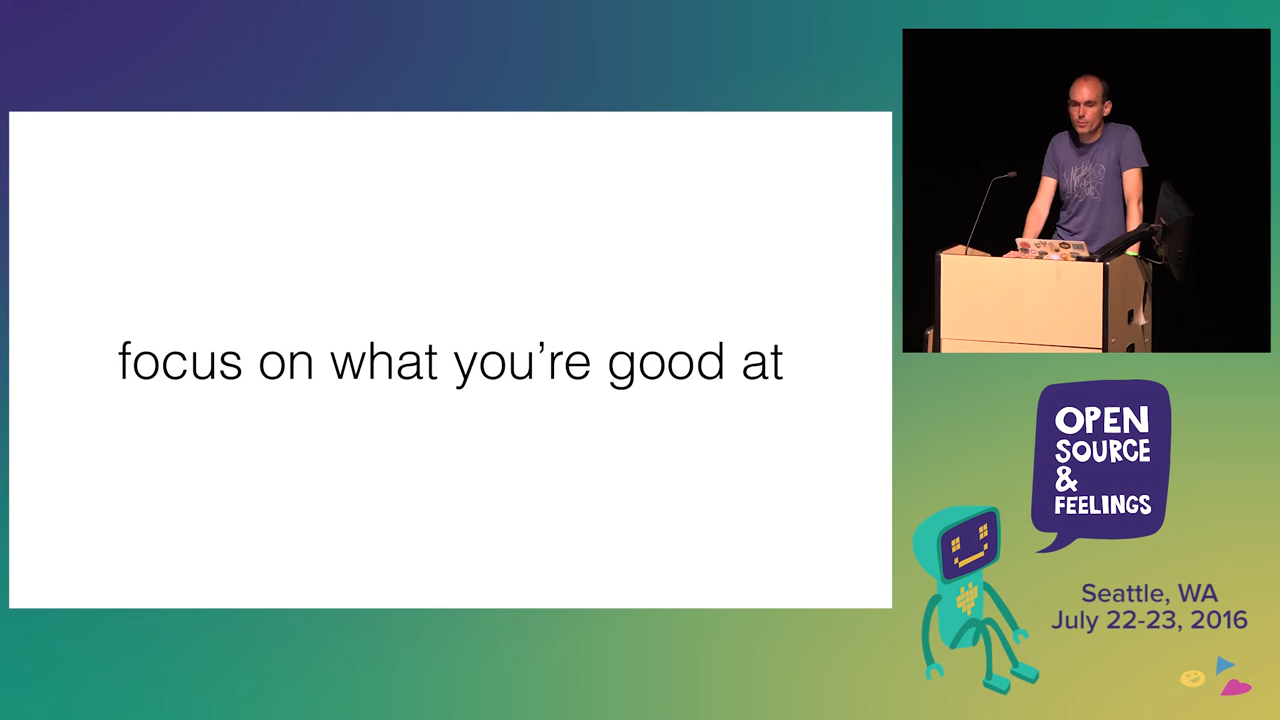 focus on what you’re good at
OPEN
SOURCE
&
FEELINGS
Seattle, WA
July 22-23, 2016